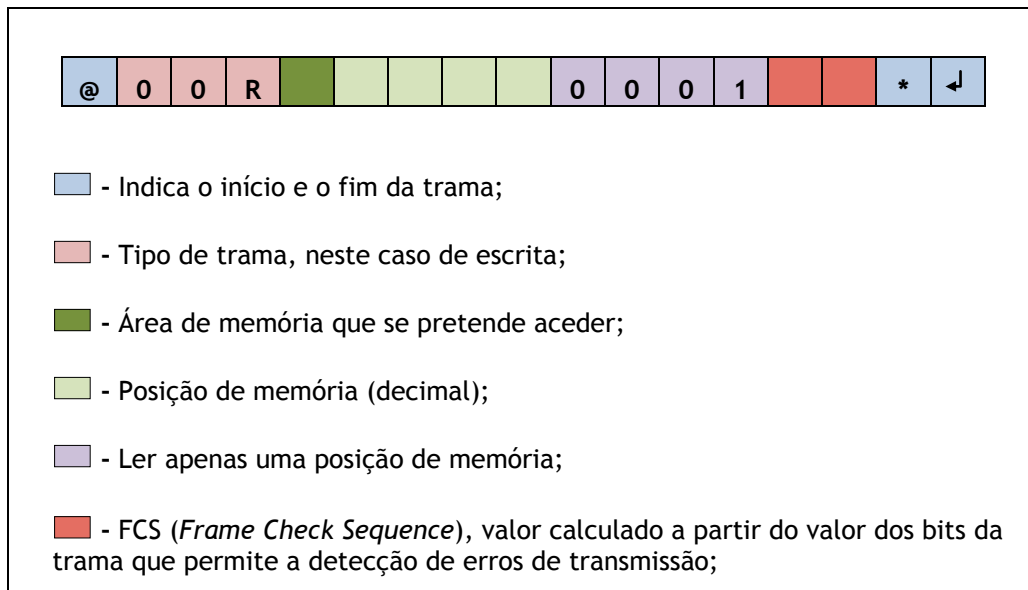 @ 0 0 R 0 0 0 1 * ↲
- Indica o início e o fim da trama;
- Tipo de trama, neste caso de escrita;
- Área de memória que se pretende aceder;
- Posição de memória (decimal);
- Ler apenas uma posição de memória;
- FCS (Frame Check Sequence), valor calculado a partir do valor dos bits da
trama que permite a detecção de erros de transmissão;